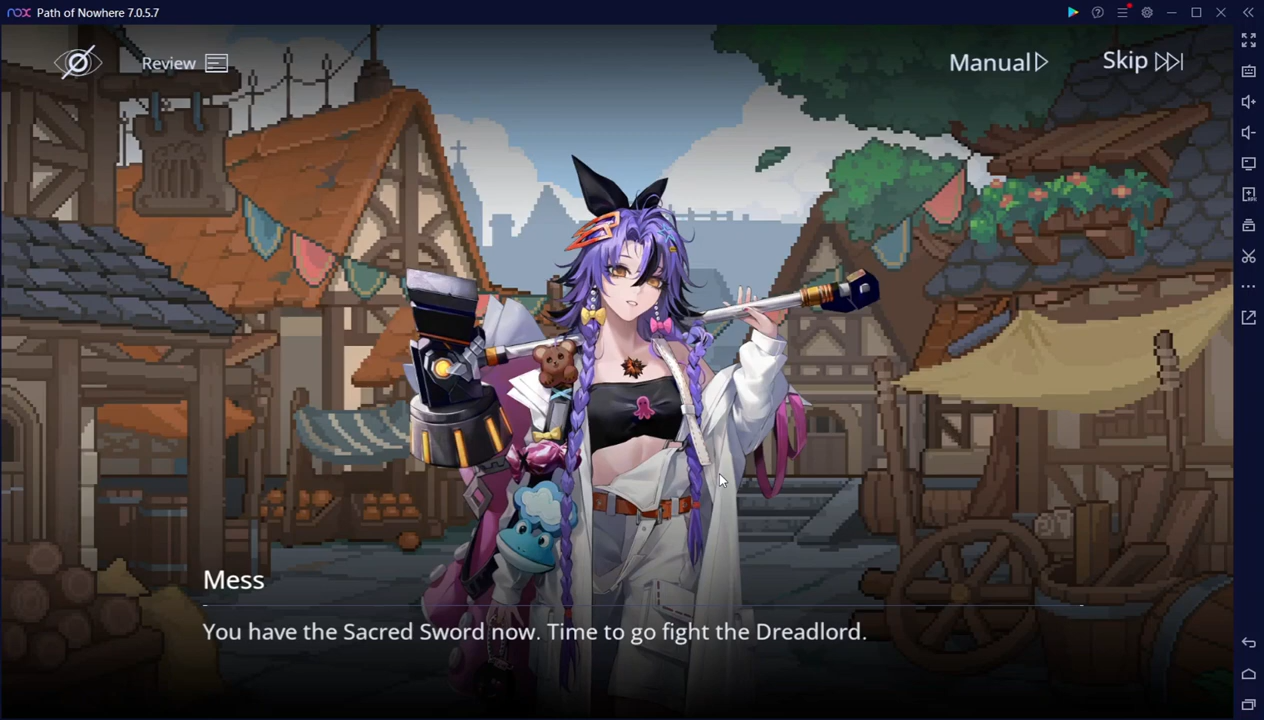 nox Path of Nowhere 7.0.5.7
Review
Manual
Skip
Mess
You have the Sacred Sword now. Time to go fight the Dreadlord.